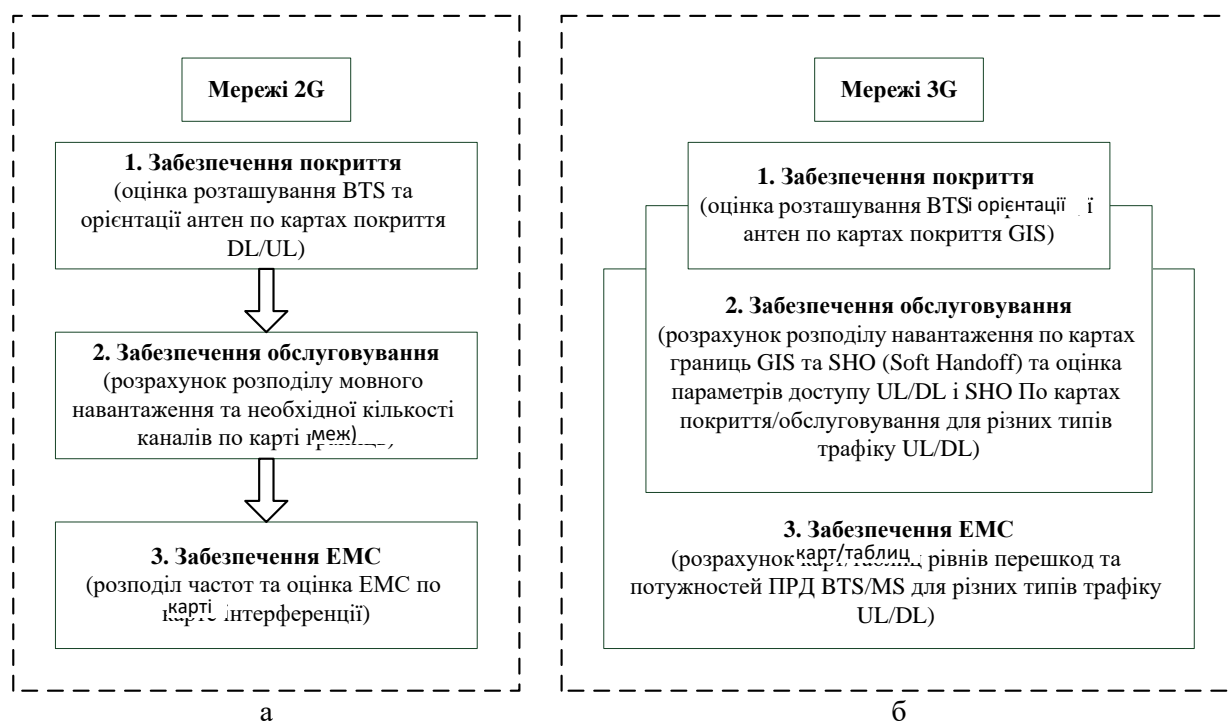 Мережі 2G
1. Забезпечення покриття
(оцінка розташування BTS та
орієнтації антен по картах покриття
DL/UL)
2. Забезпечення обслуговування
(розрахунок розподілу мовного
навантаження та необхідної кількості
каналів по карті меж)
3. Забезпечення EMC
(розподіл частот та оцінка EMC по
карті інтерференції)
а
Мережі 3G
1. Забезпечення покриття
(оцінка розташування BTS і орієнтації
антен по картах покриття GIS)
2. Забезпечення обслуговування
(розрахунок розподілу навантаження по картах
границь GIS та SHO (Soft Handoff) та оцінка
параметрів доступу UL/DL і SHO По картах
покриття/обслуговування для різних типів
трафіку UL/DL)
3. Забезпечення EMC
(розрахунок карт/таблиц рівнів перешкод та
потужностей ПРД BTS/MS для різних типів трафіку
UL/DL)
б